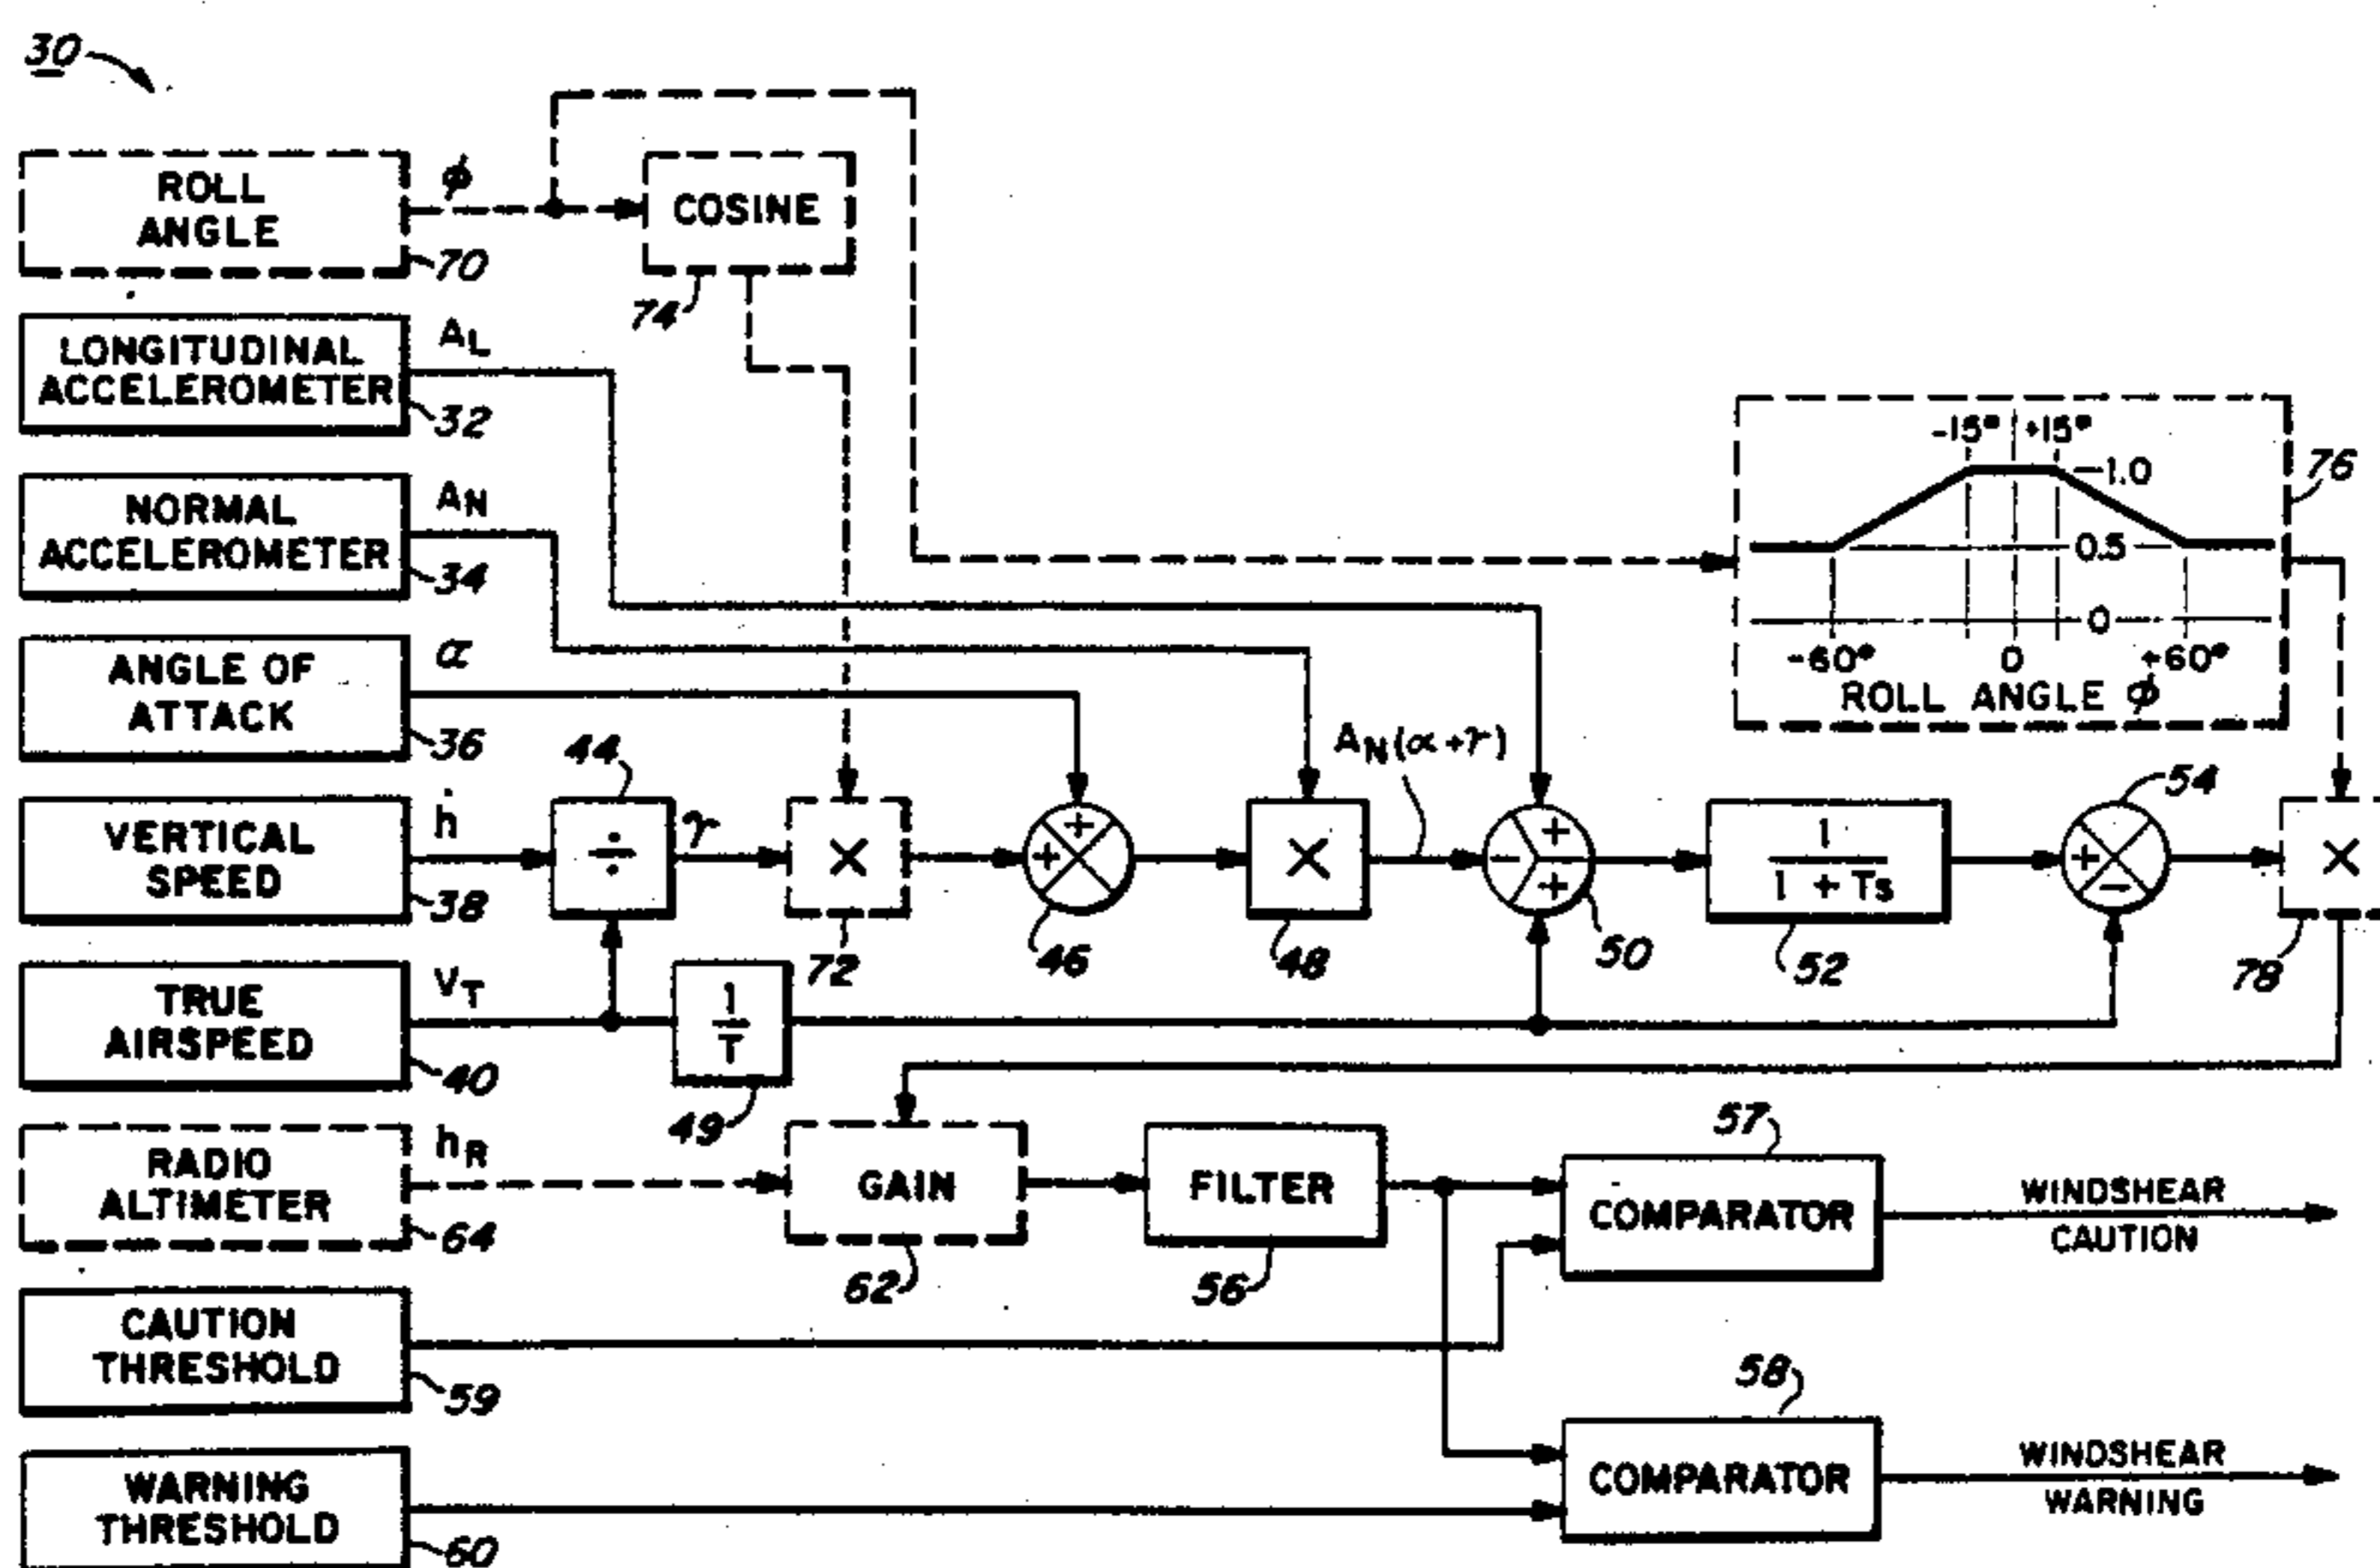 30
ROLL
ANGLE
φ
70
COSINE
74
LONGITUDINAL
ACCELEROMETER
AL
32
NORMAL
ACCELEROMETER
AN
34
ANGLE OF
ATTACK
α
36
VERTICAL
SPEED
ḣ
38
44
÷
γ
×
72
+
+
46
×
48
AN(α+γ)
-
+
+
50
1
1 + Ts
52
+
-
54
×
78
-15° +15°
1.0
0.5
0
-60° 0 +60°
ROLL ANGLE φ
76
TRUE
AIRSPEED
VT
40
1
T
49
RADIO
ALTIMETER
hR
64
GAIN
62
FILTER
56
57
COMPARATOR
WINDSHEAR
CAUTION
CAUTION
THRESHOLD
59
58
COMPARATOR
WINDSHEAR
WARNING
WARNING
THRESHOLD
60